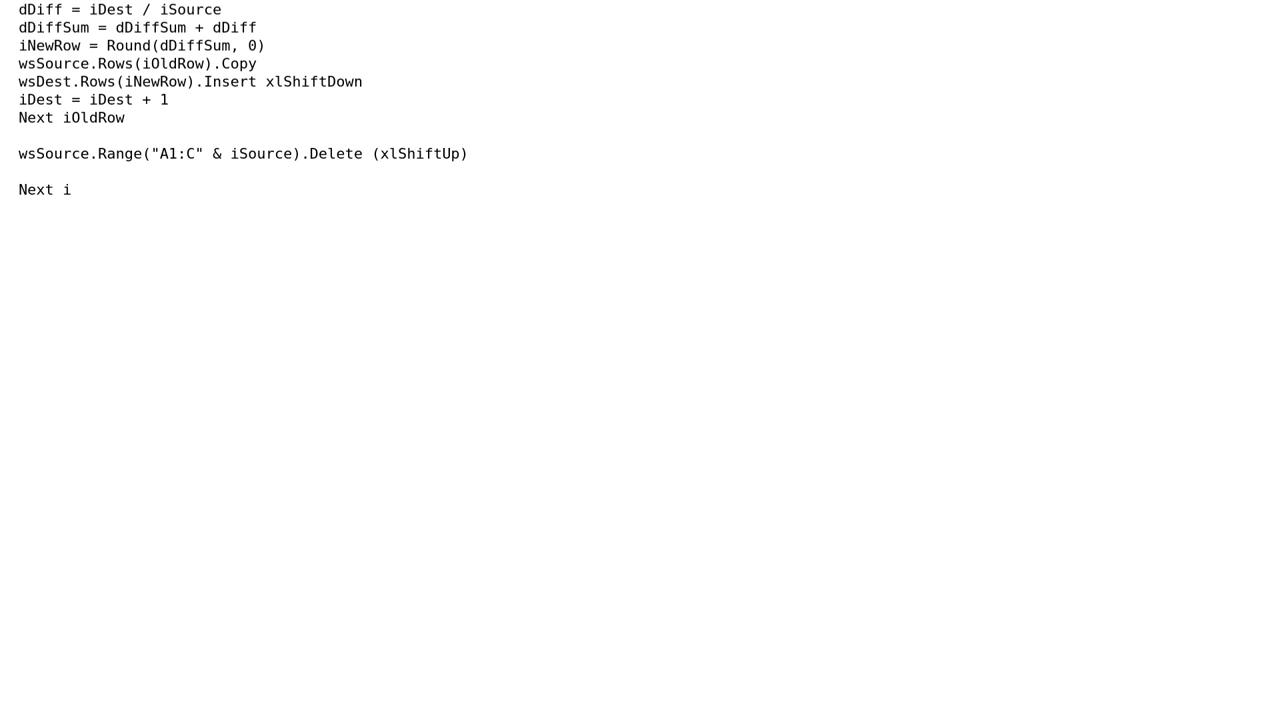 dDiff = iDest / iSource
dDiffSum = dDiffSum + dDiff
iNewRow = Round(dDiffSum, 0)
wsSource.Rows(iOldRow).Copy
wsDest.Rows(iNewRow).Insert xlShiftDown
iDest = iDest + 1
Next iOldRow

wsSource.Range("A1:C" & iSource).Delete (xlShiftUp)

Next i